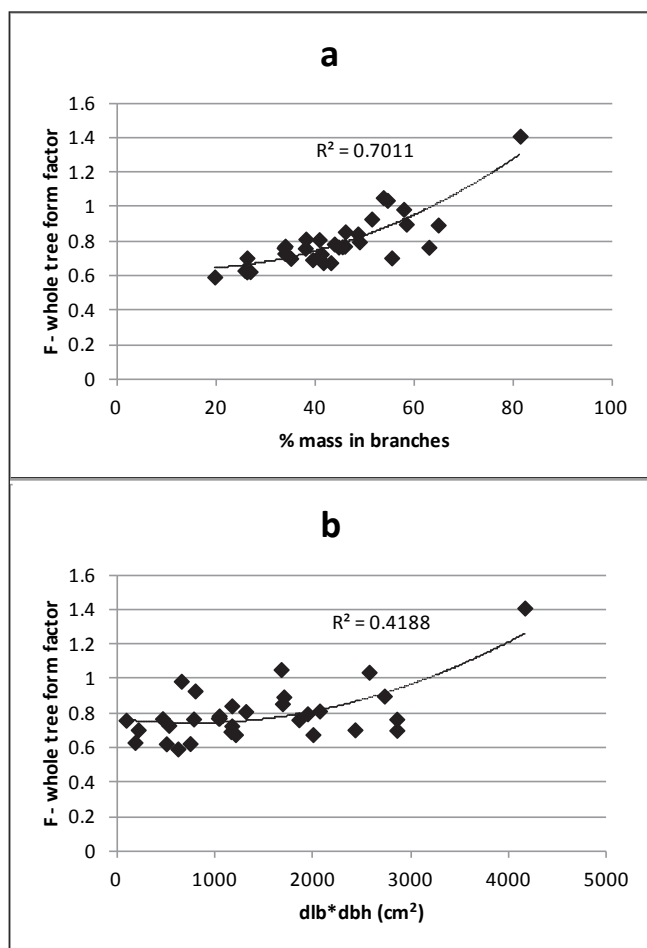 a
1.6
1.4
R² = 0.7011
1.2
1
0.8
0.6
0.4
0.2
0
0 20 40 60 80 100
F- whole tree form factor
% mass in branches
b
1.6
1.4
R² = 0.4188
1.2
1
0.8
0.6
0.4
0.2
0
0 1000 2000 3000 4000 5000
F- whole tree form factor
dlb*dbh (cm²)